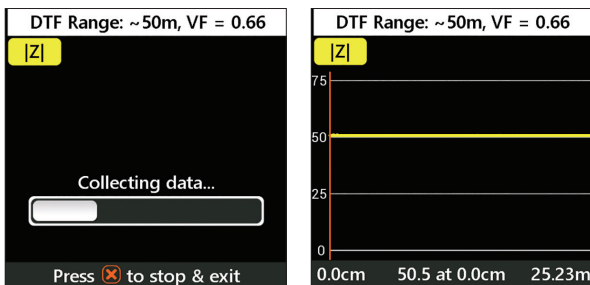 DTF Range: ~50m, VF = 0.66
|Z|
Collecting data...
Press ⊗ to stop & exit
DTF Range: ~50m, VF = 0.66
|Z|
75
50
25
0
0.0cm 50.5 at 0.0cm 25.23m